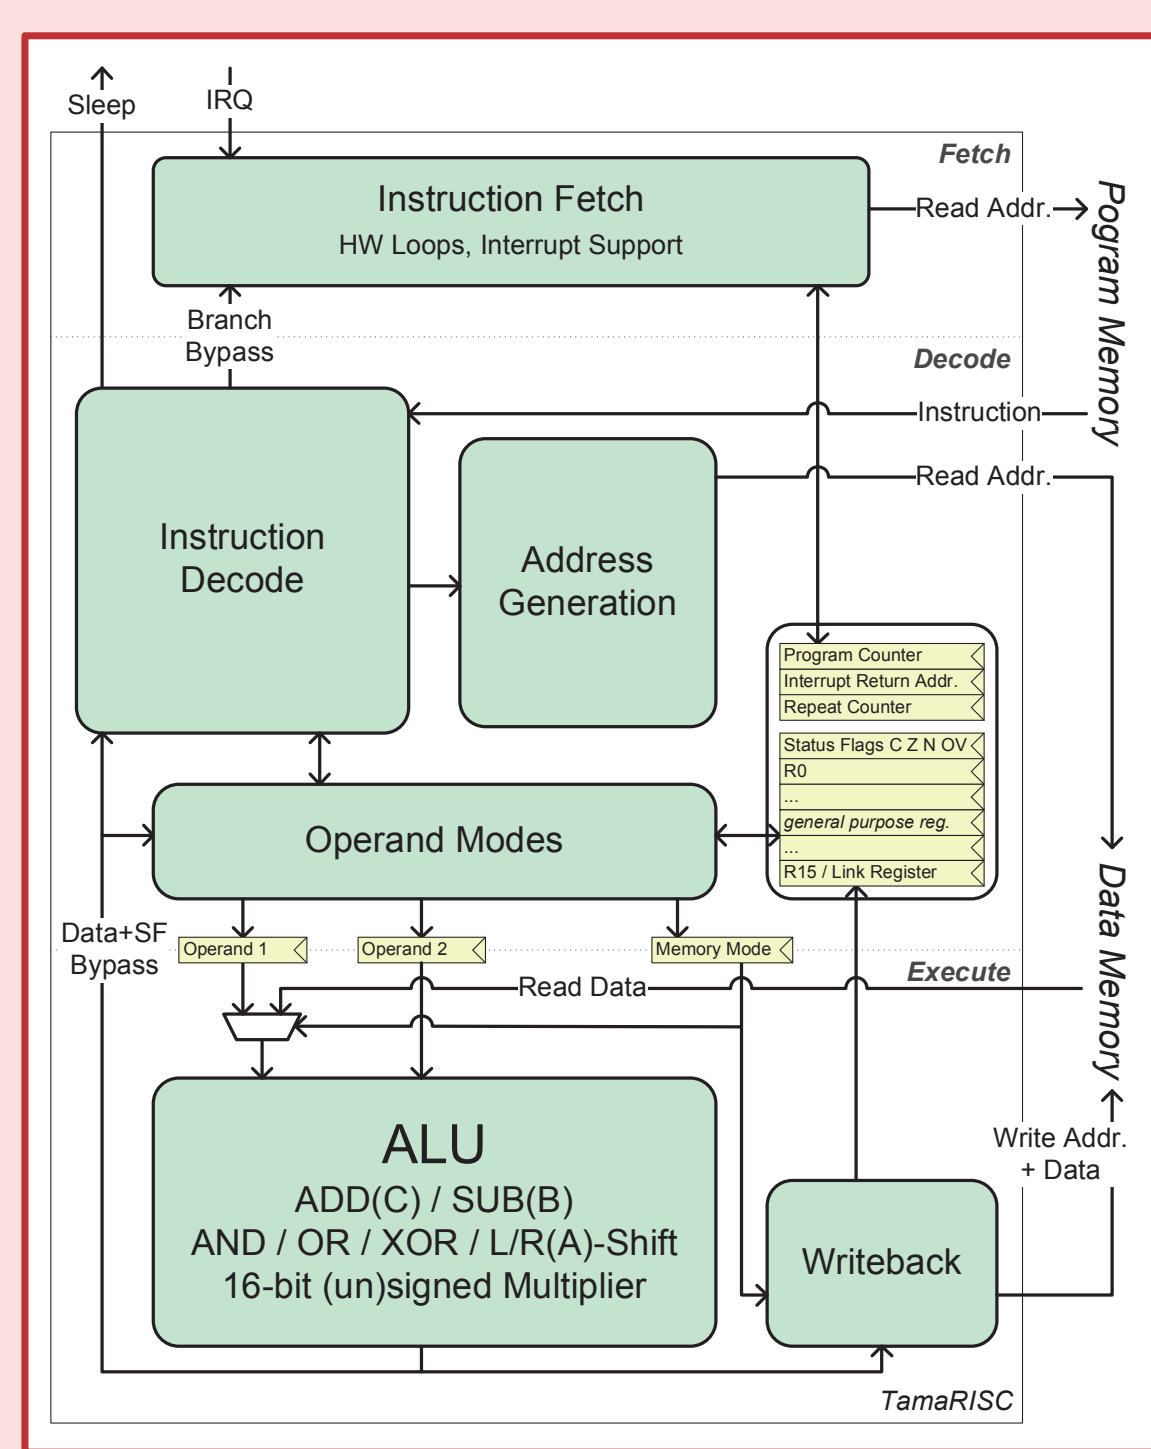 Sleep
IRQ
Fetch
Instruction Fetch
HW Loops, Interrupt Support
Read Addr.
Pogram Memory
Branch
Bypass
Decode
Instruction
Read Addr.
Instruction
Decode
Address
Generation
Program Counter
Interrupt Return Addr.
Repeat Counter
Status Flags C Z N OV
R0
...
general purpose reg.
...
R15 / Link Register
Operand Modes
Data Memory
Data+SF
Bypass
Operand 1
Operand 2
Memory Mode
Execute
Read Data
ALU
ADD(C) / SUB(B)
AND / OR / XOR / L/R(A)-Shift
16-bit (un)signed Multiplier
Write Addr.
+ Data
Writeback
TamaRISC